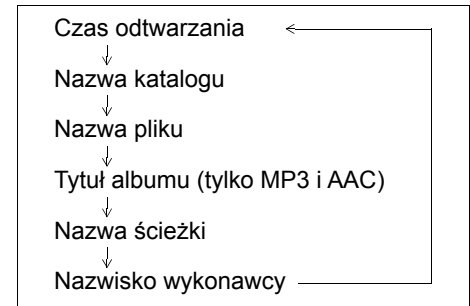 Czas odtwarzania
Nazwa katalogu
Nazwa pliku
Tytuł albumu (tylko MP3 i AAC)
Nazwa ścieżki
Nazwisko wykonawcy